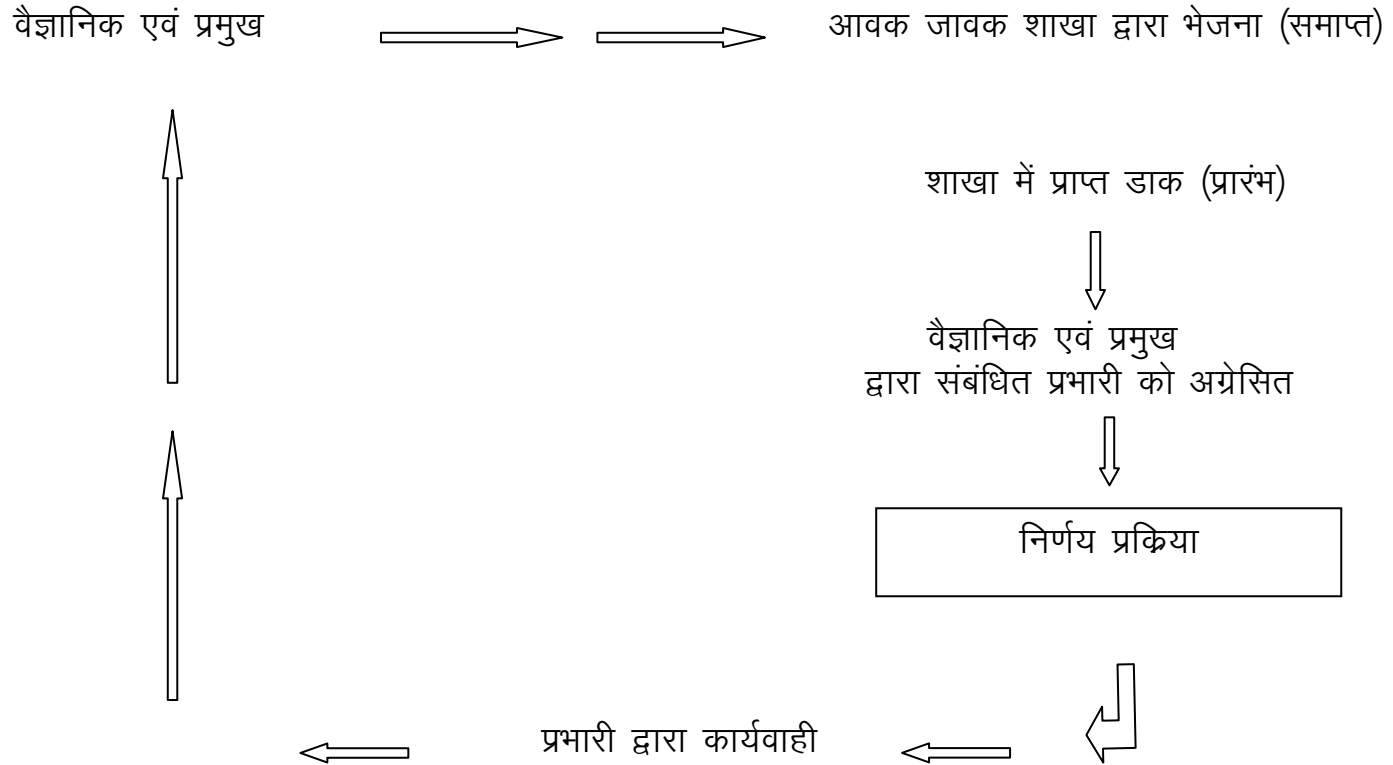 वैज्ञानिक एवं प्रमुख
आवक जावक शाखा द्वारा भेजना (समाप्त)
शाखा में प्राप्त डाक (प्रारंभ)
वैज्ञानिक एवं प्रमुख
द्वारा संबंधित प्रभारी को अग्रेसित
निर्णय प्रक्रिया
प्रभारी द्वारा कार्यवाही